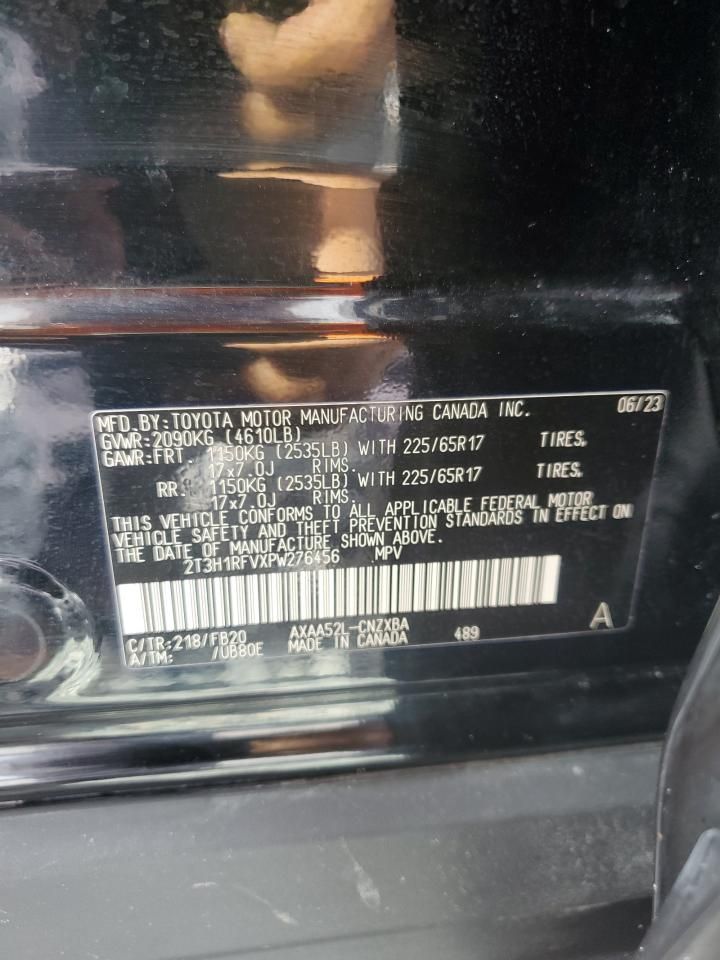 MFD. BY: TOYOTA MOTOR MANUFACTURING CANADA INC. 06/23
GVWR: 2090KG (4610LB)
GAWR: FRT. 1150KG (2535LB) WITH 225/65R17 TIRES,
17x7.0J RIMS.
RR. 1150KG (2535LB) WITH 225/65R17 TIRES,
17x7.0J RIMS.
THIS VEHICLE CONFORMS TO ALL APPLICABLE FEDERAL MOTOR
VEHICLE SAFETY AND THEFT PREVENTION STANDARDS IN EFFECT ON
THE DATE OF MANUFACTURE SHOWN ABOVE.
2T3H1RFVXPW276456 MPV
C/TR: 218/FB20 AXAA52L-CNZXBA 489 A
A/TM: /UB80E MADE IN CANADA